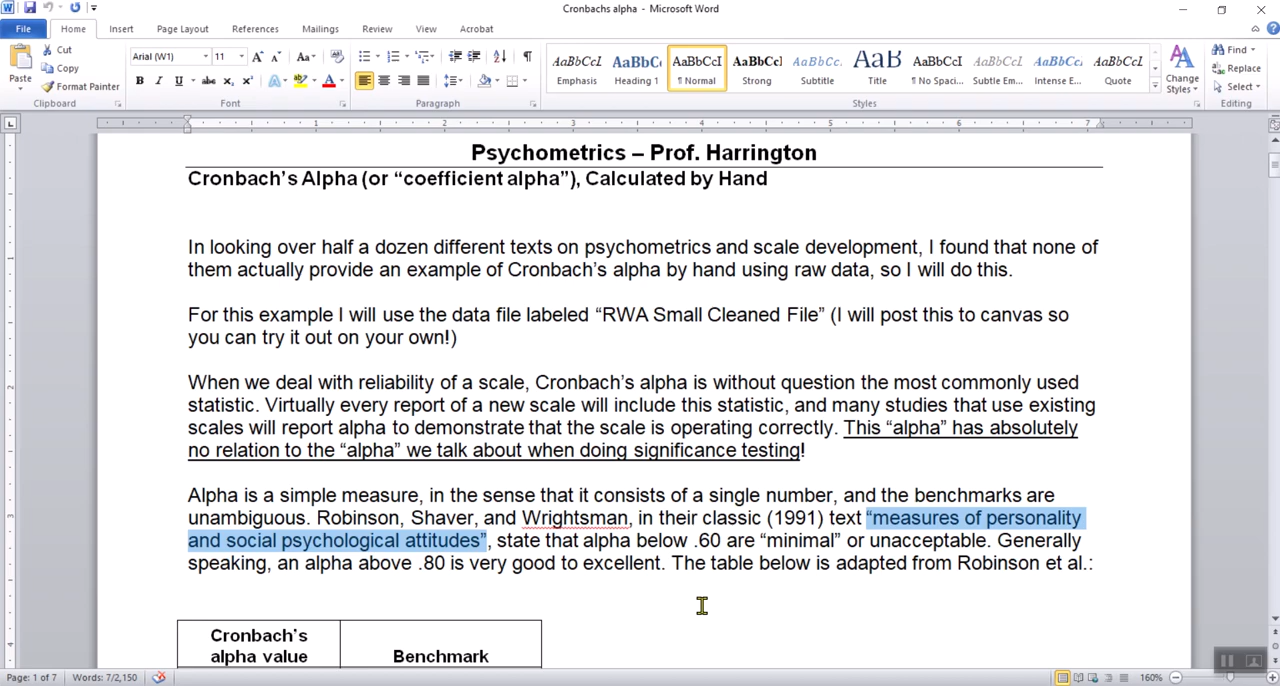 Cronbachs alpha - Microsoft Word
File Home Insert Page Layout References Mailings Review View Acrobat
Paste
Cut
Copy
Format Painter
Clipboard
Arial (W1) 11
Font
Paragraph
AaBbCcI AaBbCc AaBbCcI AaBbCc AaBbCc. AaB AaBbCcI AaBbCcI AaBbCcI AaBbCcI
Emphasis Heading 1 ¶ Normal Strong Subtitle Title ¶ No Spaci... Subtle Em... Intense E... Quote
Styles
Change Styles
Find
Replace
Select
Editing
1 2 3 4 5 6 7
Psychometrics – Prof. Harrington
Cronbach's Alpha (or “coefficient alpha”), Calculated by Hand
In looking over half a dozen different texts on psychometrics and scale development, I found that none of
them actually provide an example of Cronbach's alpha by hand using raw data, so I will do this.
For this example I will use the data file labeled “RWA Small Cleaned File” (I will post this to canvas so
you can try it out on your own!)
When we deal with reliability of a scale, Cronbach's alpha is without question the most commonly used
statistic. Virtually every report of a new scale will include this statistic, and many studies that use existing
scales will report alpha to demonstrate that the scale is operating correctly. This “alpha” has absolutely
no relation to the “alpha” we talk about when doing significance testing!
Alpha is a simple measure, in the sense that it consists of a single number, and the benchmarks are
unambiguous. Robinson, Shaver, and Wrightsman, in their classic (1991) text “measures of personality
and social psychological attitudes”, state that alpha below .60 are “minimal” or unacceptable. Generally
speaking, an alpha above .80 is very good to excellent. The table below is adapted from Robinson et al.:
Cronbach's
alpha value Benchmark
Page: 1 of 7 Words: 7/2,150 160%